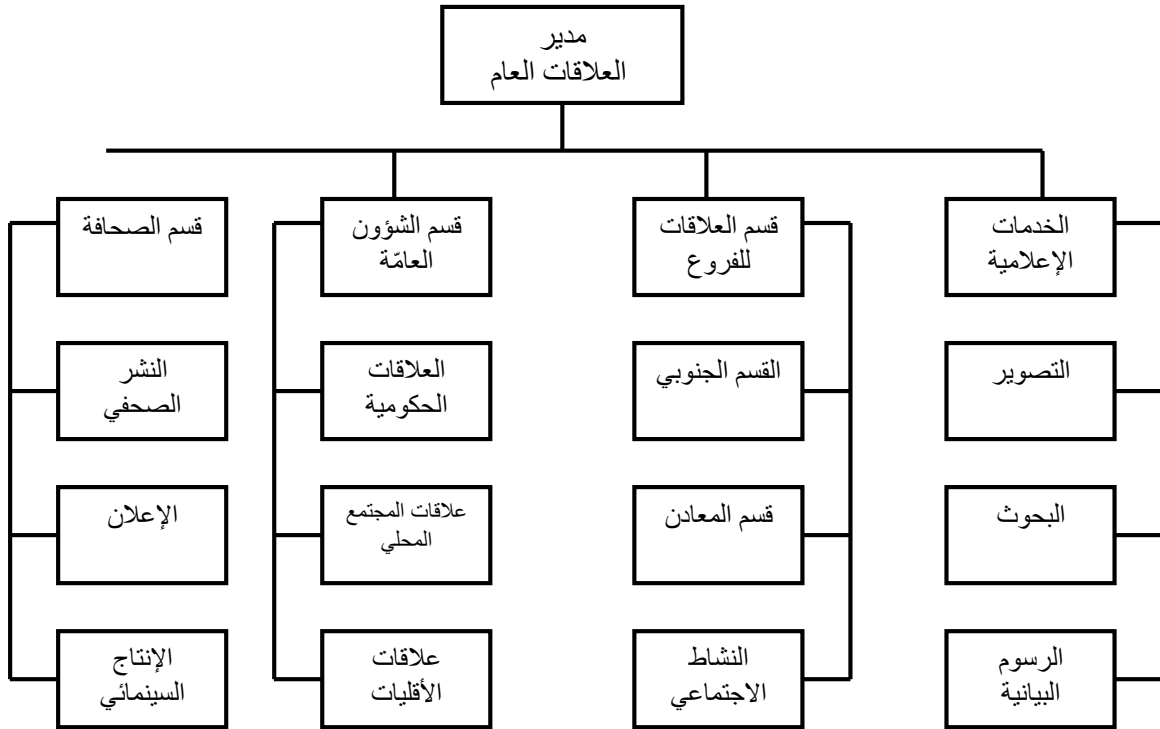 مدير
العلاقات العام
الخدمات
الإعلامية
قسم العلاقات
للفروع
قسم الشؤون
العامّة
قسم الصحافة
التصوير
القسم الجنوبي
العلاقات
الحكومية
النشر
الصحفي
البحوث
قسم المعادن
علاقات المجتمع
المحلي
الإعلان
الرسوم
البيانية
النشاط
الاجتماعي
علاقات
الأقليات
الإنتاج
السينمائي